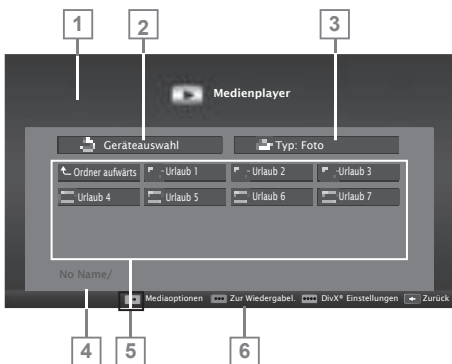 1 2 3
Medienplayer
Geräteauswahl Typ: Foto
Ordner aufwärts Urlaub 1 Urlaub 2 Urlaub 3
Urlaub 4 Urlaub 5 Urlaub 6 Urlaub 7
No Name/
Mediaoptionen Zur Wiedergabel. DivX® Einstellungen Zurück
4 5 6